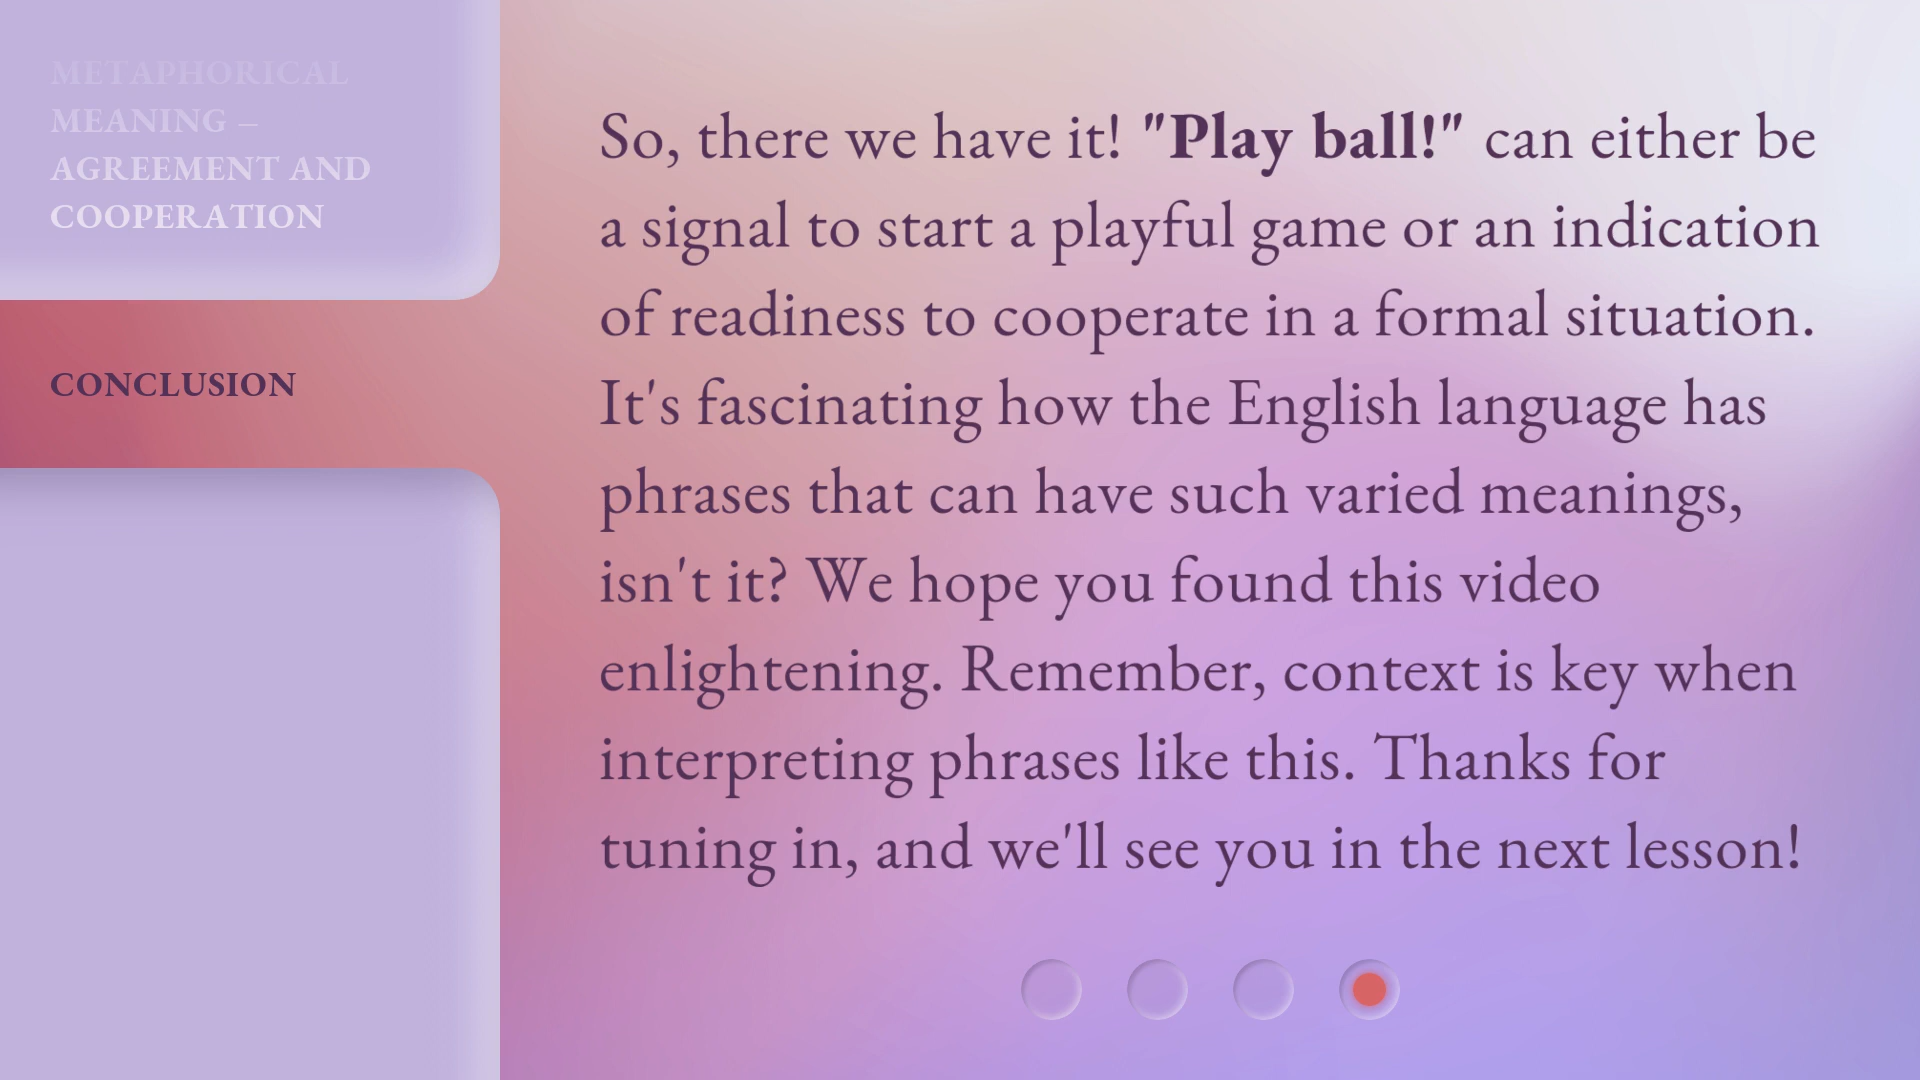 METAPHORICAL
MEANING –
AGREEMENT AND
COOPERATION
CONCLUSION
So, there we have it! "Play ball!" can either be
a signal to start a playful game or an indication
of readiness to cooperate in a formal situation.
It's fascinating how the English language has
phrases that can have such varied meanings,
isn't it? We hope you found this video
enlightening. Remember, context is key when
interpreting phrases like this. Thanks for
tuning in, and we'll see you in the next lesson!